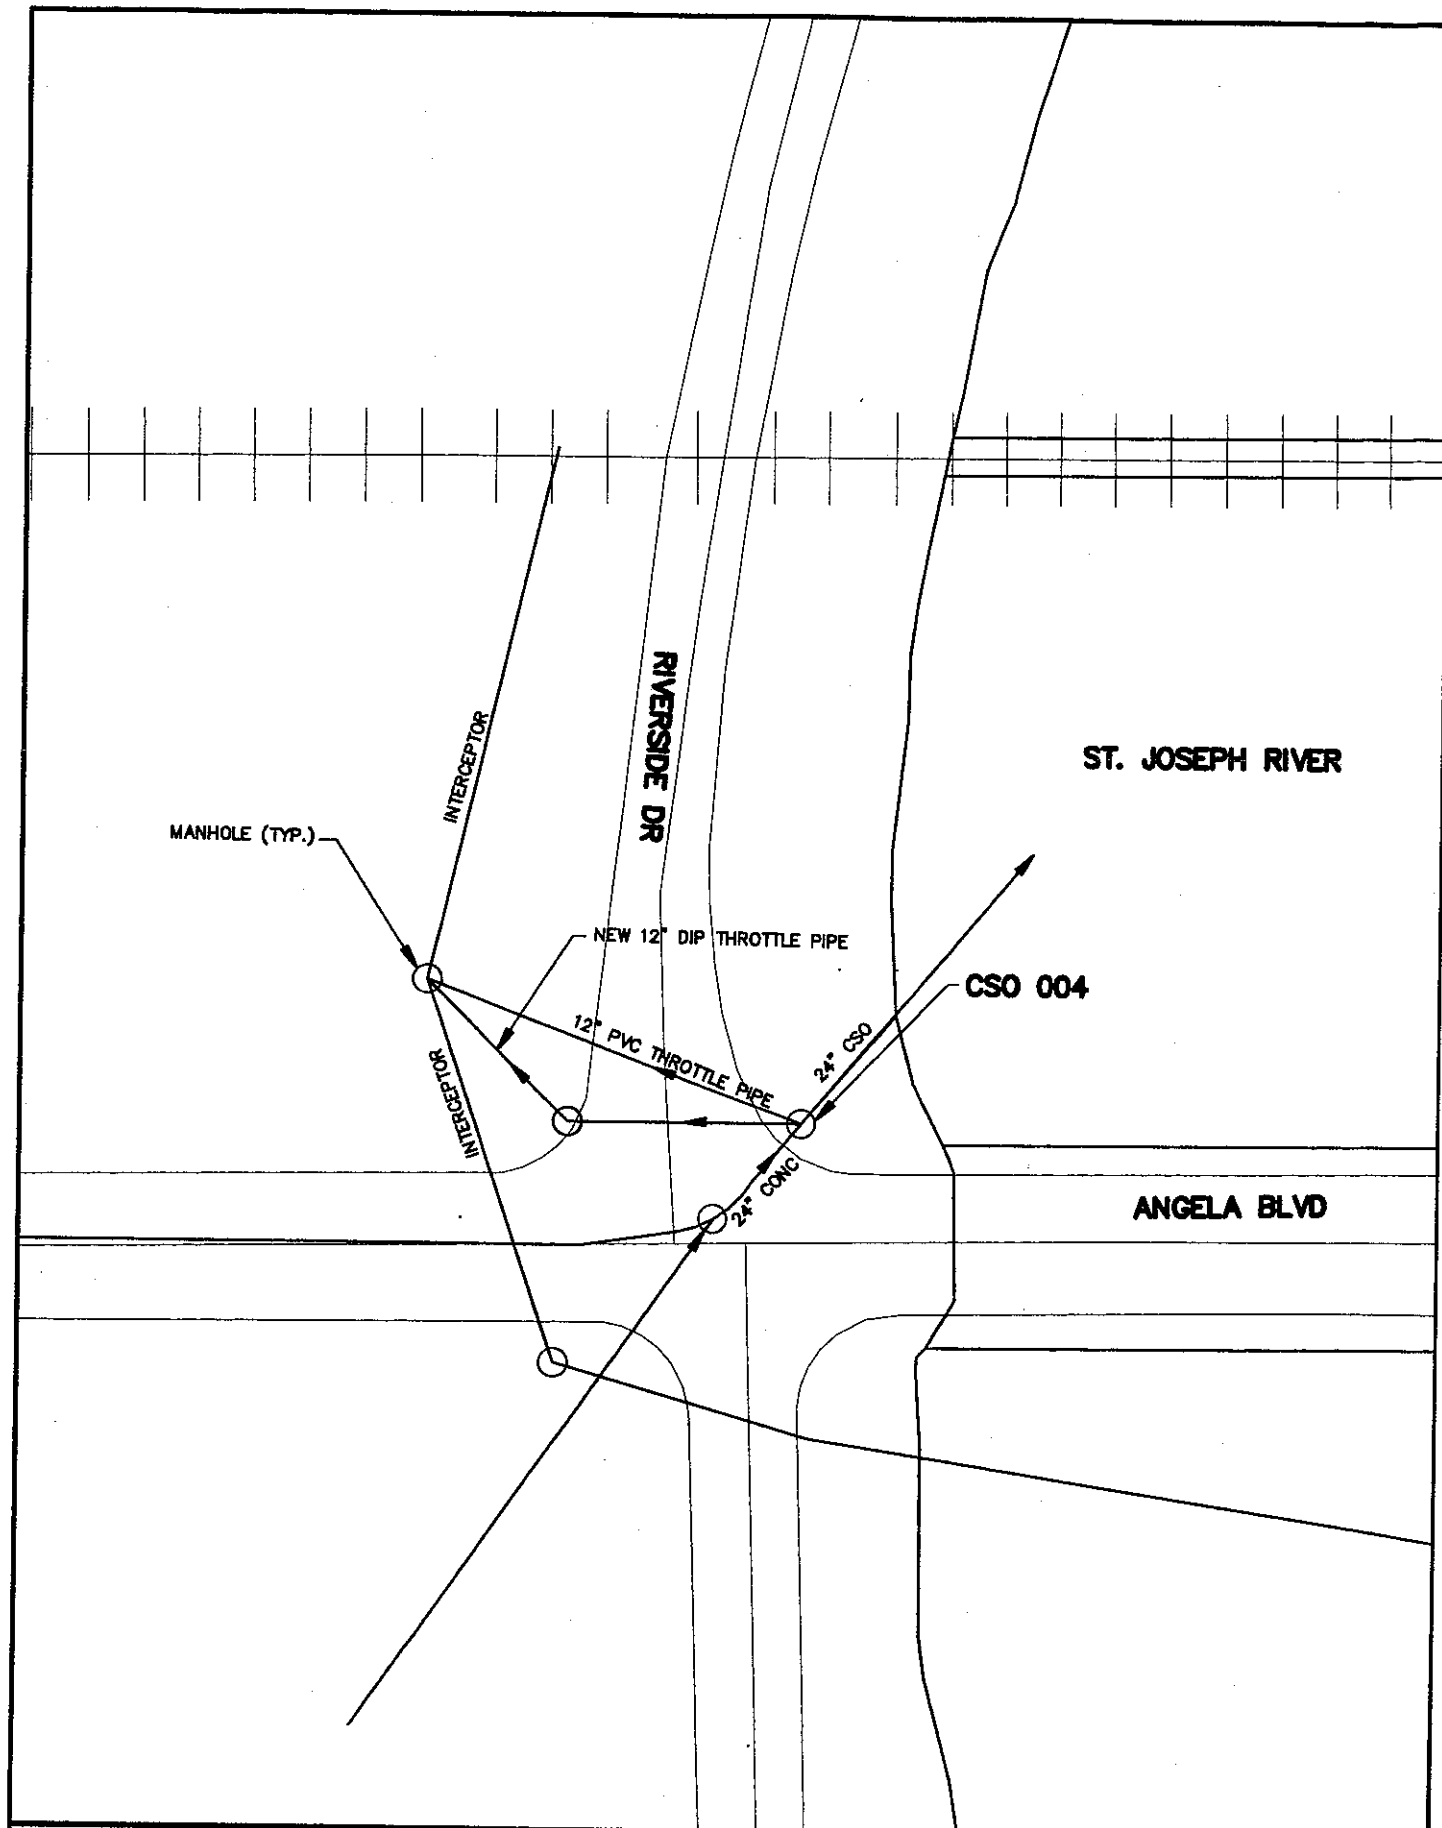 RIVERSIDE DR
INTERCEPTOR
ST. JOSEPH RIVER
MANHOLE (TYP.)
NEW 12" DIP THROTTLE PIPE
CSO 004
12" PVC THROTTLE PIPE
24" CSO
INTERCEPTOR
24" CONC
ANGELA BLVD